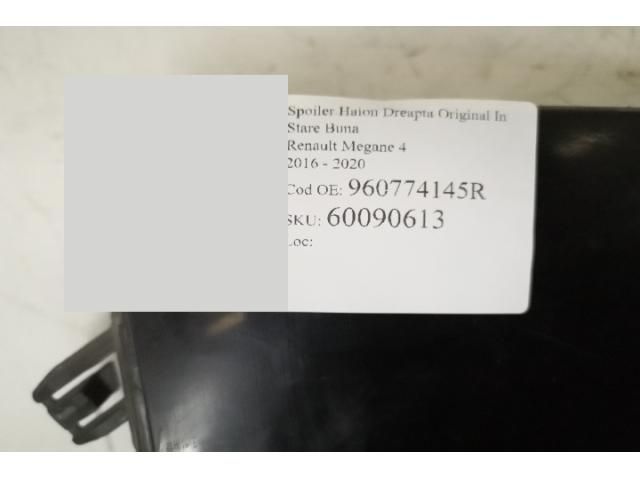 Spoiler Haion Dreapta Original In
Stare Buna
Renault Megane 4
2016 - 2020
Cod OE: 960774145R
SKU: 60090613
Loc: